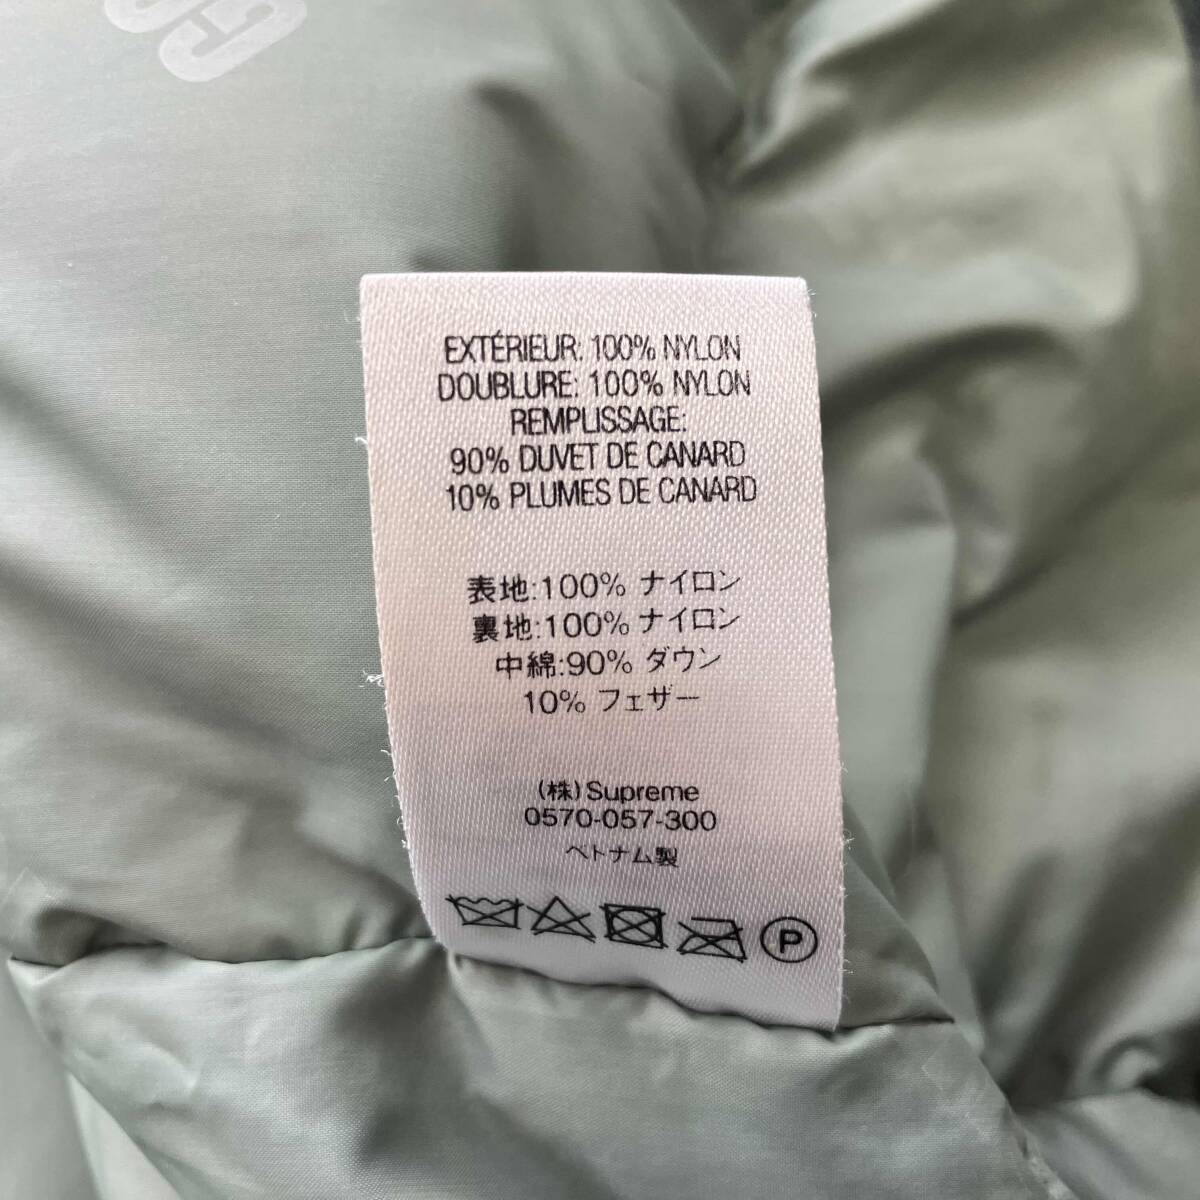 EXTÉRIEUR: 100% NYLON
DOUBLURE: 100% NYLON
REMPLISSAGE:
90% DUVET DE CANARD
10% PLUMES DE CANARD
表地:100% ナイロン
裏地:100% ナイロン
中綿:90% ダウン
10% フェザー
(株)Supreme
0570-057-300
ベトナム製
P